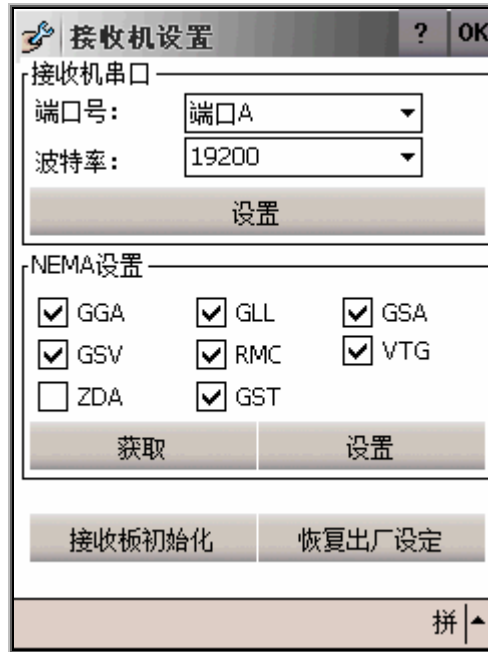 接收机设置 ? OK
接收机串口
端口号： 端口A
波特率： 19200
设置
NEMA设置
GGA GLL GSA
GSV RMC VTG
ZDA GST
获取 设置
接收板初始化 恢复出厂设定
拼